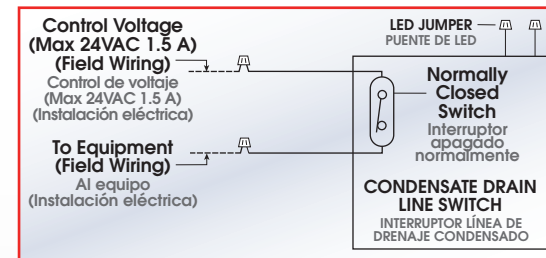 Control Voltage
(Max 24VAC 1.5 A)
(Field Wiring)
Control de voltaje
(Max 24VAC 1.5 A)
(Instalación eléctrica)
To Equipment
(Field Wiring)
Al equipo
(Instalación eléctrica)
LED JUMPER
PUENTE DE LED
Normally
Closed
Switch
Interruptor
apagado
normalmente
CONDENSATE DRAIN
LINE SWITCH
INTERRUPTOR LÍNEA DE
DRENAJE CONDENSADO